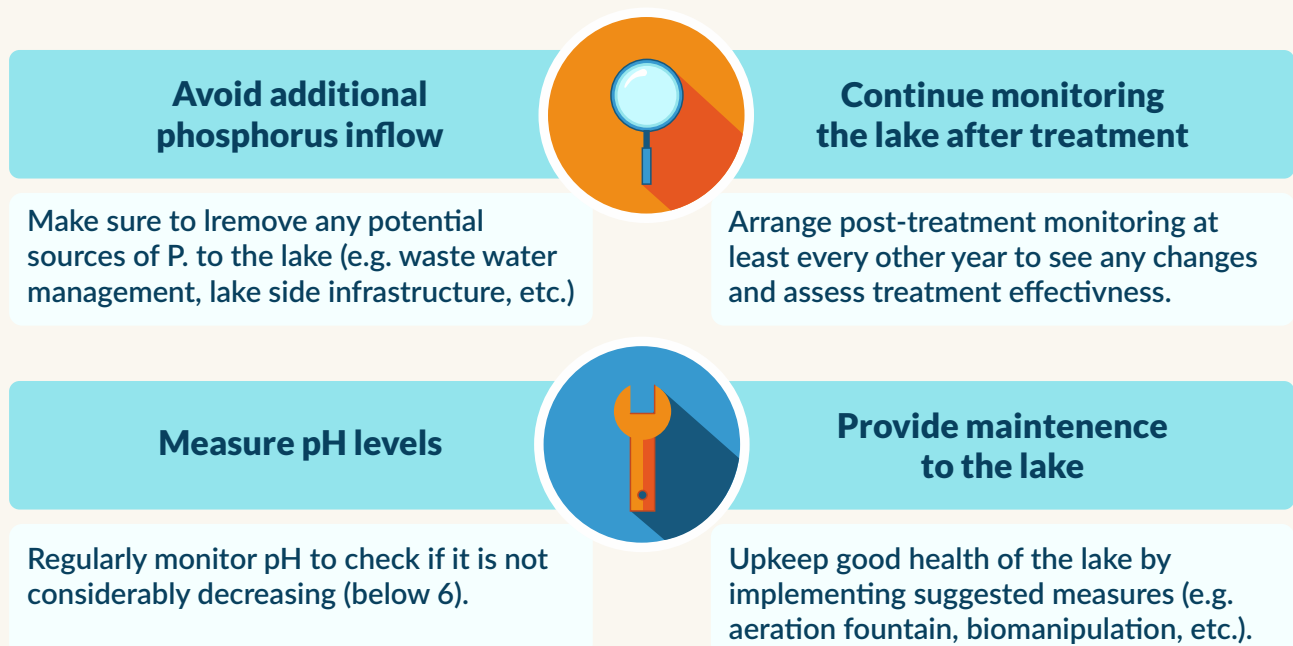 Avoid additional
phosphorus inflow
Make sure to lremove any potential
sources of P. to the lake (e.g. waste water
management, lake side infrastructure, etc.)
Continue monitoring
the lake after treatment
Arrange post-treatment monitoring at
least every other year to see any changes
and assess treatment effectivness.
Measure pH levels
Regularly monitor pH to check if it is not
considerably decreasing (below 6).
Provide maintenence
to the lake
Upkeep good health of the lake by
implementing suggested measures (e.g.
aeration fountain, biomanipulation, etc.).